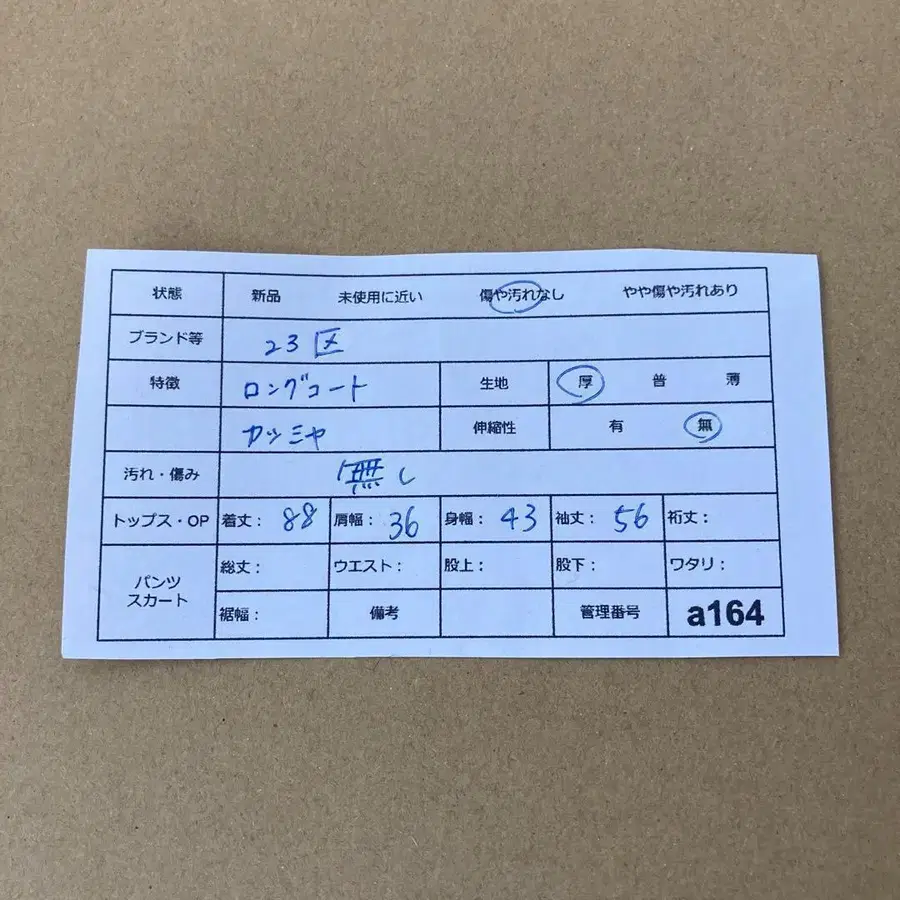 状態 新品 未使用に近い 傷や汚れなし やや傷や汚れあり
ブランド等 23区
特徴 ロングコート 生地 厚 普 薄
カシミヤ 伸縮性 有 無
汚れ・傷み 無し
トップス・OP 着丈: 88 肩幅: 36 身幅: 43 袖丈: 56 裄丈:
パンツ
スカート
総丈: ウエスト: 股上: 股下: ワタリ:
裾幅: 備考 管理番号 a164